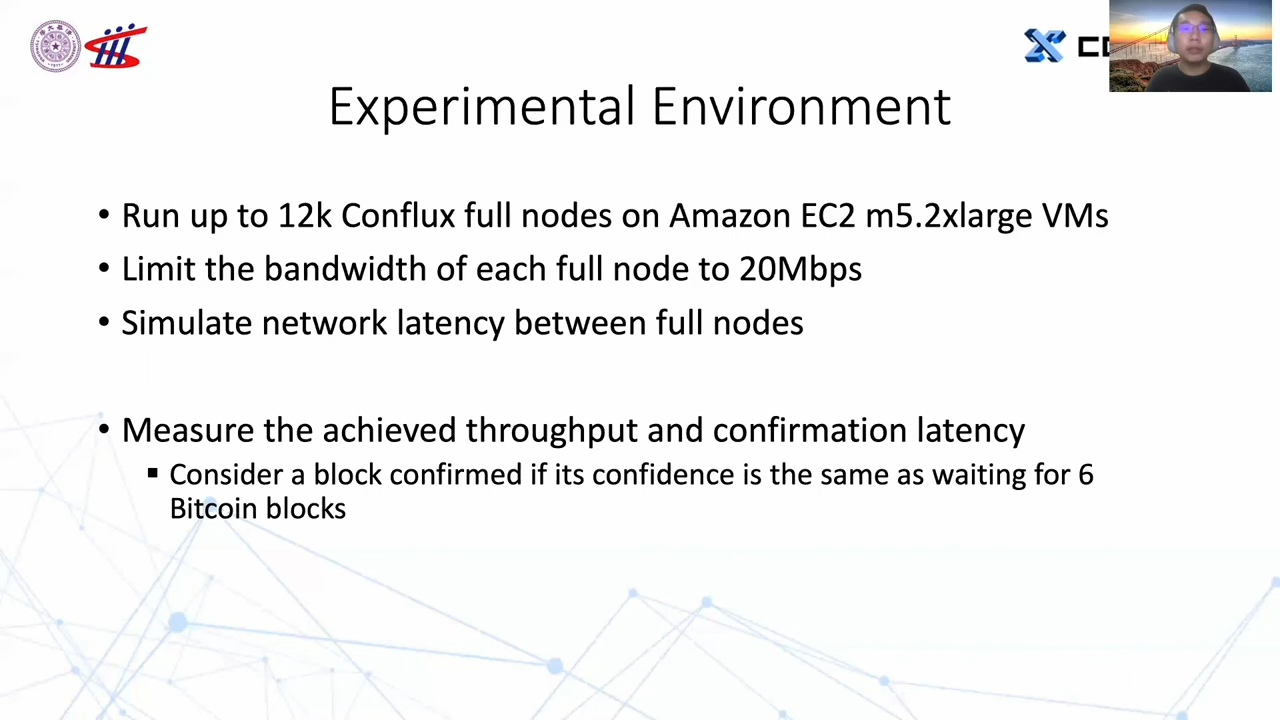 Experimental Environment
• Run up to 12k Conflux full nodes on Amazon EC2 m5.2xlarge VMs
• Limit the bandwidth of each full node to 20Mbps
• Simulate network latency between full nodes
• Measure the achieved throughput and confirmation latency
▪ Consider a block confirmed if its confidence is the same as waiting for 6
Bitcoin blocks